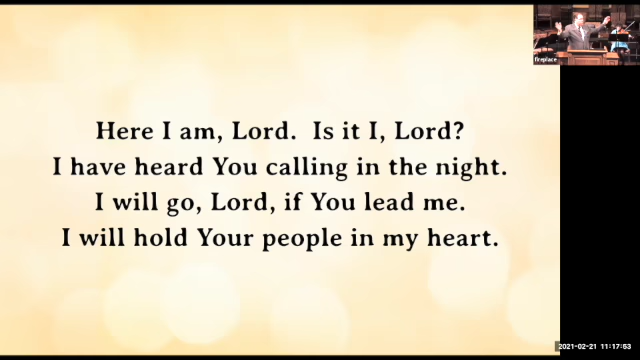 fireplace
Here I am, Lord. Is it I, Lord?
I have heard You calling in the night.
I will go, Lord, if You lead me.
I will hold Your people in my heart.
2021-02-21 11:17:53